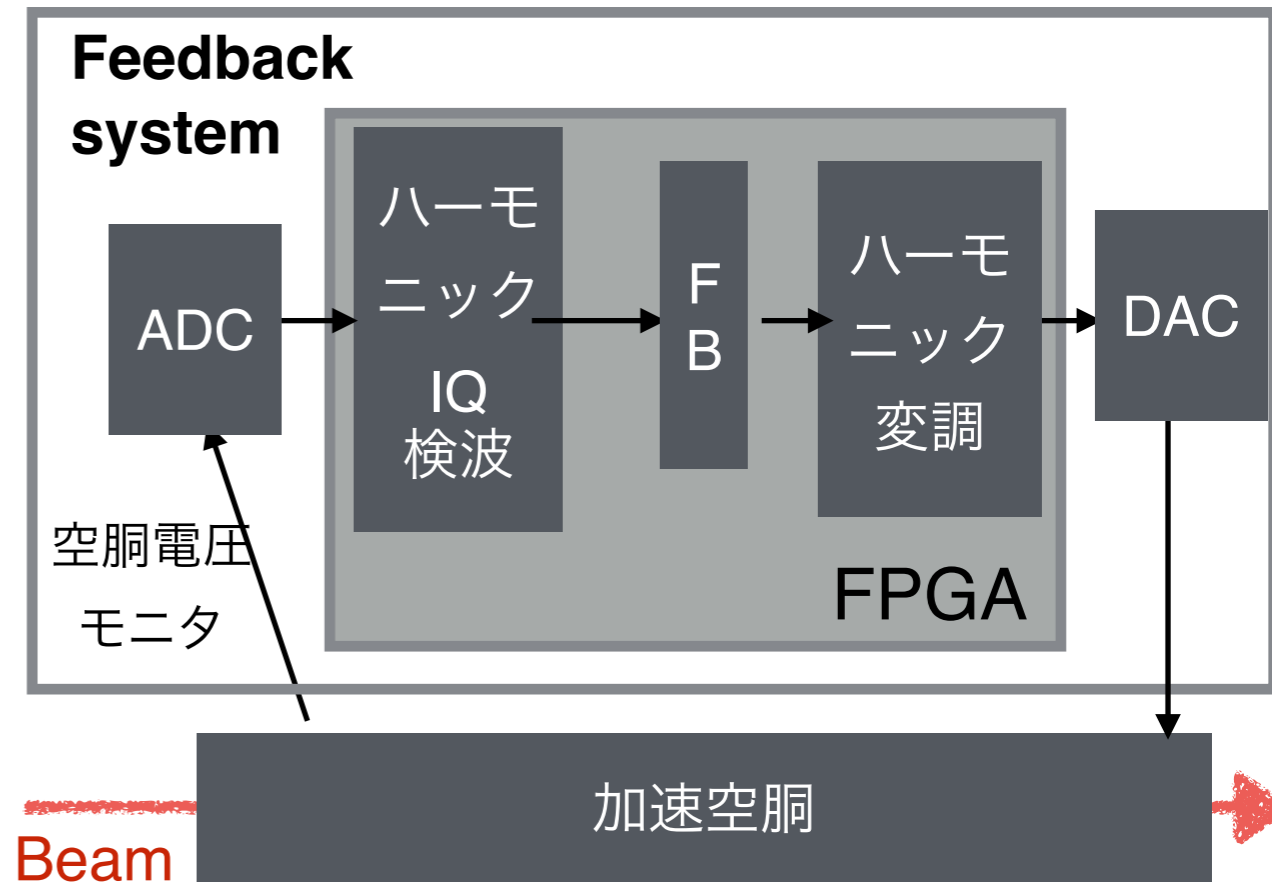 Feedback
system
ADC
ハーモ
ニック
IQ
検波
F
B
ハーモ
ニック
変調
DAC
空胴電圧
モニタ
FPGA
加速空胴
Beam